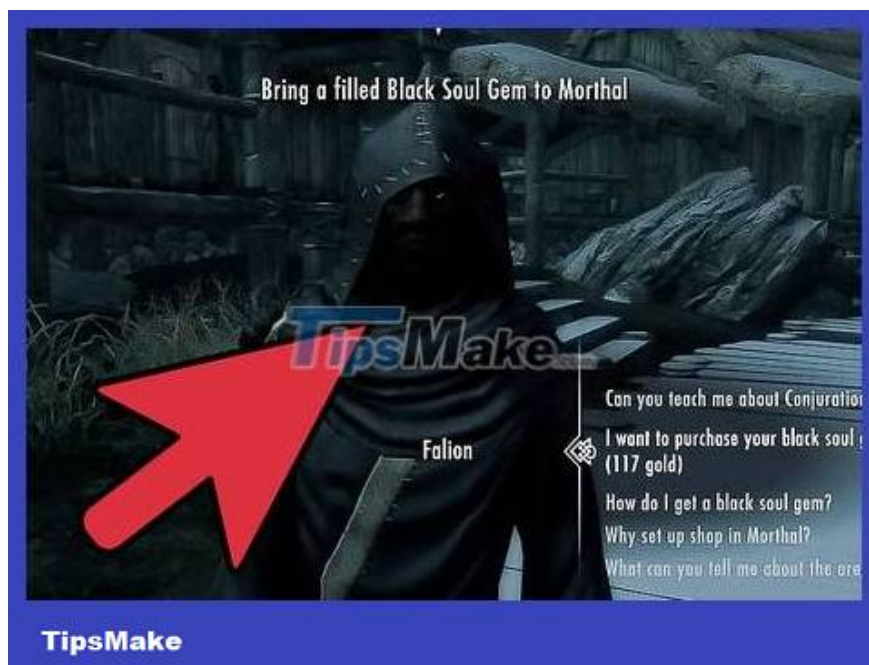 Bring a filled Black Soul Gem to Morthal
TipsMake.com
Can you teach me about Conjuration
I want to purchase your black soul
(117 gold)
Falion
How do I get a black soul gem?
Why set up shop in Morthal?
What can you tell me about the are
TipsMake